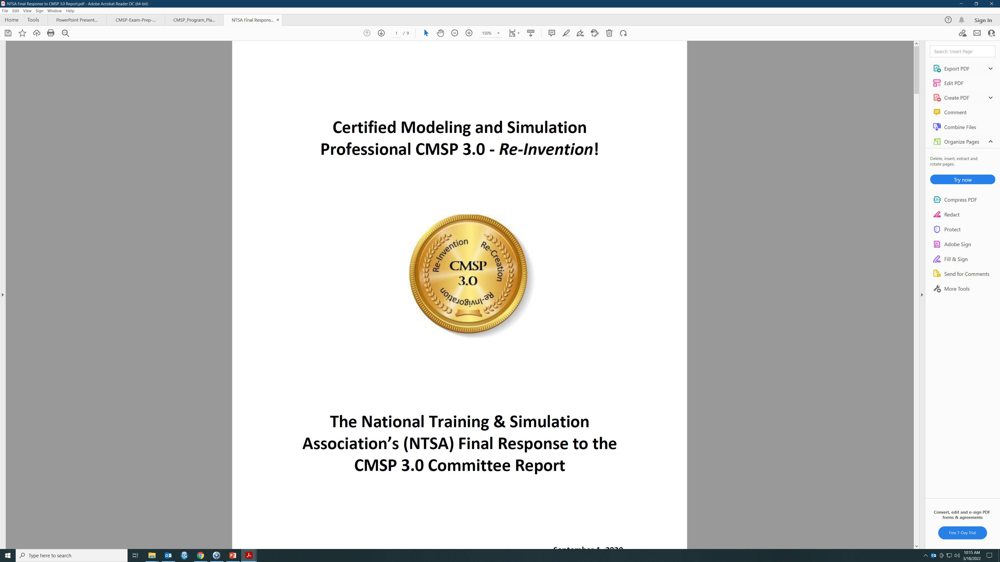 NTSA Final Response to CMSP 3.0 Report.pdf - Adobe Acrobat Reader DC (64-bit)
File Edit View Sign Window Help
Home Tools PowerPoint Present... CMSP-Exam-Prep-... CMSP_Program_Pla... NTSA Final Respons... × Sign In
1 / 9 150%
Search 'Insert Page'
Export PDF
Edit PDF
Create PDF
Comment
Combine Files
Organize Pages
Delete, insert, extract and
rotate pages.
Try now
Compress PDF
Redact
Protect
Adobe Sign
Fill & Sign
Send for Comments
More Tools
Convert, edit and e-sign PDF
forms & agreements
Free 7-Day Trial
Certified Modeling and Simulation
Professional CMSP 3.0 - Re-Invention!
Re-Invention
Re-Creation
CMSP
3.0
Re-Invigoration
The National Training & Simulation
Association’s (NTSA) Final Response to the
CMSP 3.0 Committee Report
September 1, 2020
Type here to search
10:15 AM
3/18/2022